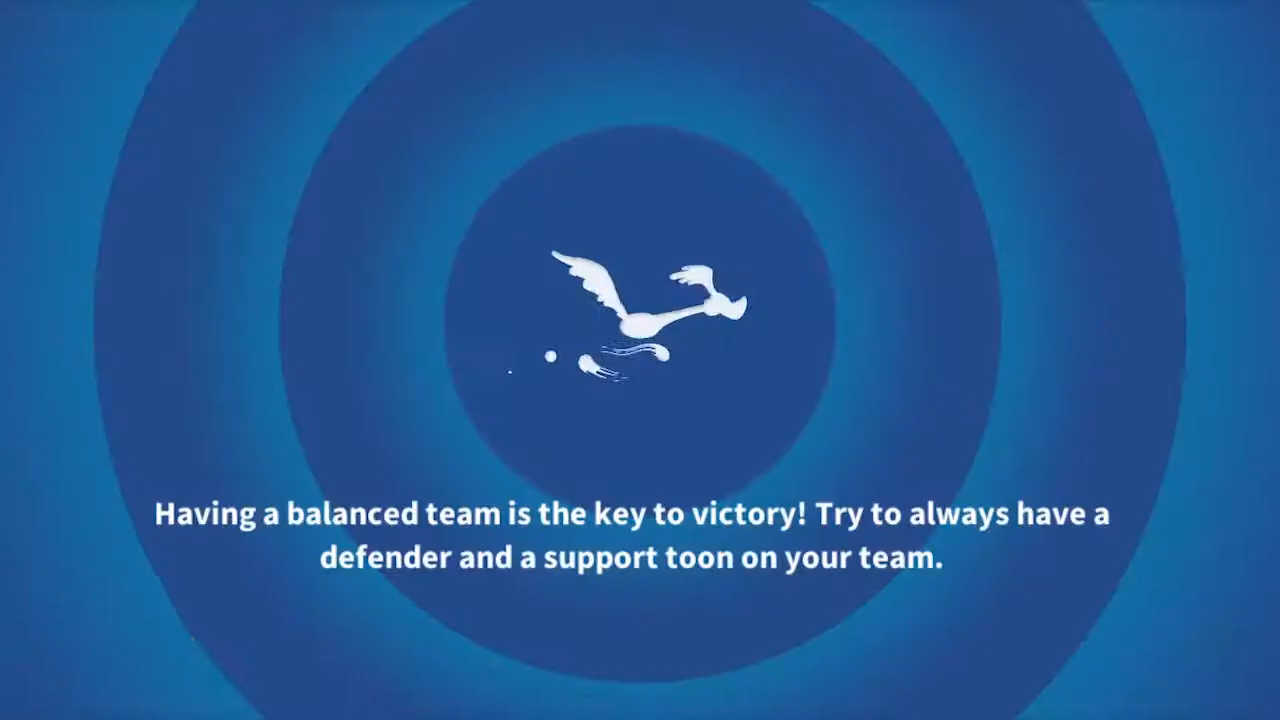 Having a balanced team is the key to victory! Try to always have a
defender and a support toon on your team.